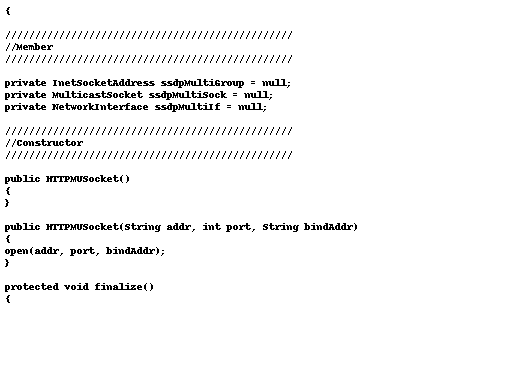 {
////////////////////////////////////////////////
//Member
////////////////////////////////////////////////
private InetSocketAddress ssdpMultiGroup = null;
private MulticastSocket ssdpMultiSock = null;
private NetworkInterface ssdpMultiIf = null;
////////////////////////////////////////////////
//Constructor
////////////////////////////////////////////////
public HTTPMUSocket()
{
}
public HTTPMUSocket(String addr, int port, String bindAddr)
{
open(addr, port, bindAddr);
}
protected void finalize()
{